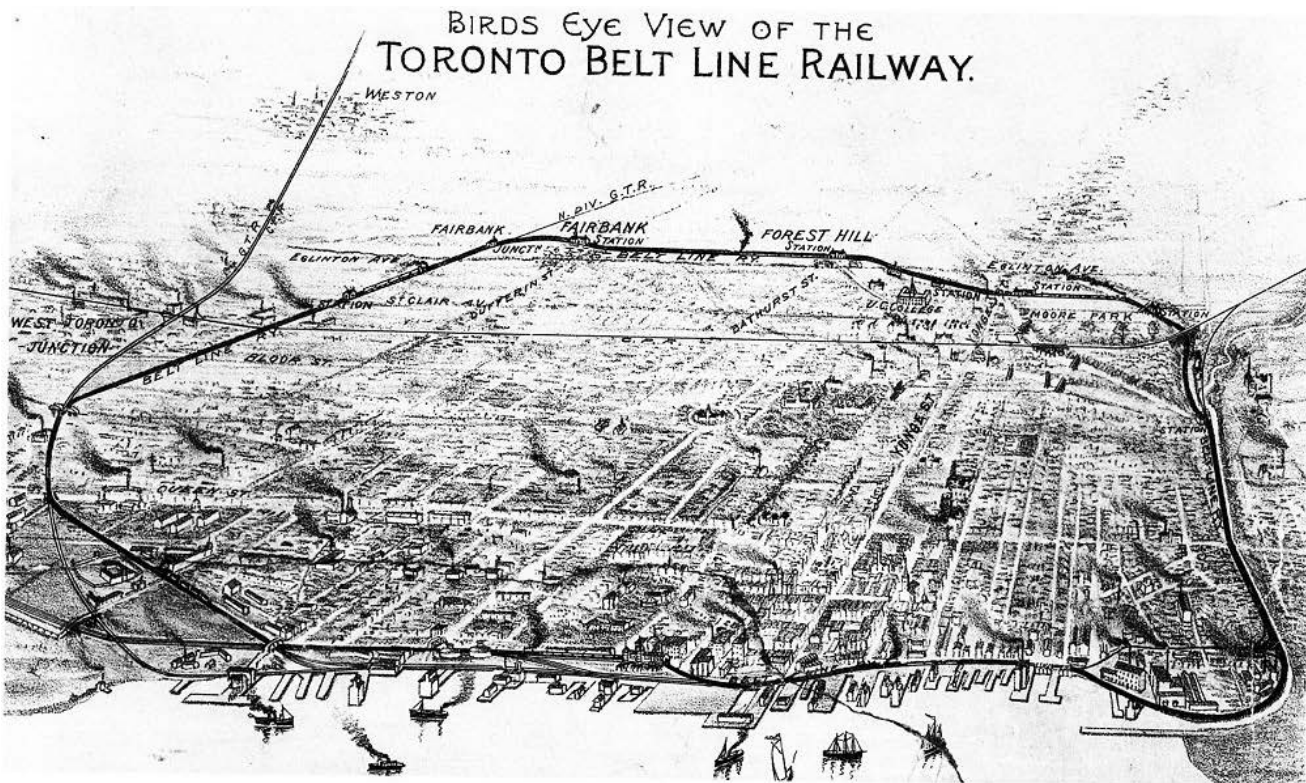 BIRDS EYE VIEW OF THE
TORONTO BELT LINE RAILWAY.
WESTON
N. DIV. G.T.R.
G.T.R.
FAIRBANK
JUNCTN
FAIRBANK
STATION
FOREST HILL
STATION
EGLINTON AVE
BELT LINE RY.
EGLINTON AVE.
STATION
STATION
STATION
STATION
ST CLAIR AV.
DUFFERIN ST.
BATHURST ST.
U.C. COLLEGE
MOORE PARK
WEST TORONTO
JUNCTION
BELT LINE RY
BLOOR ST.
C.P.R.
YONGE ST.
STATION
QUEEN ST.